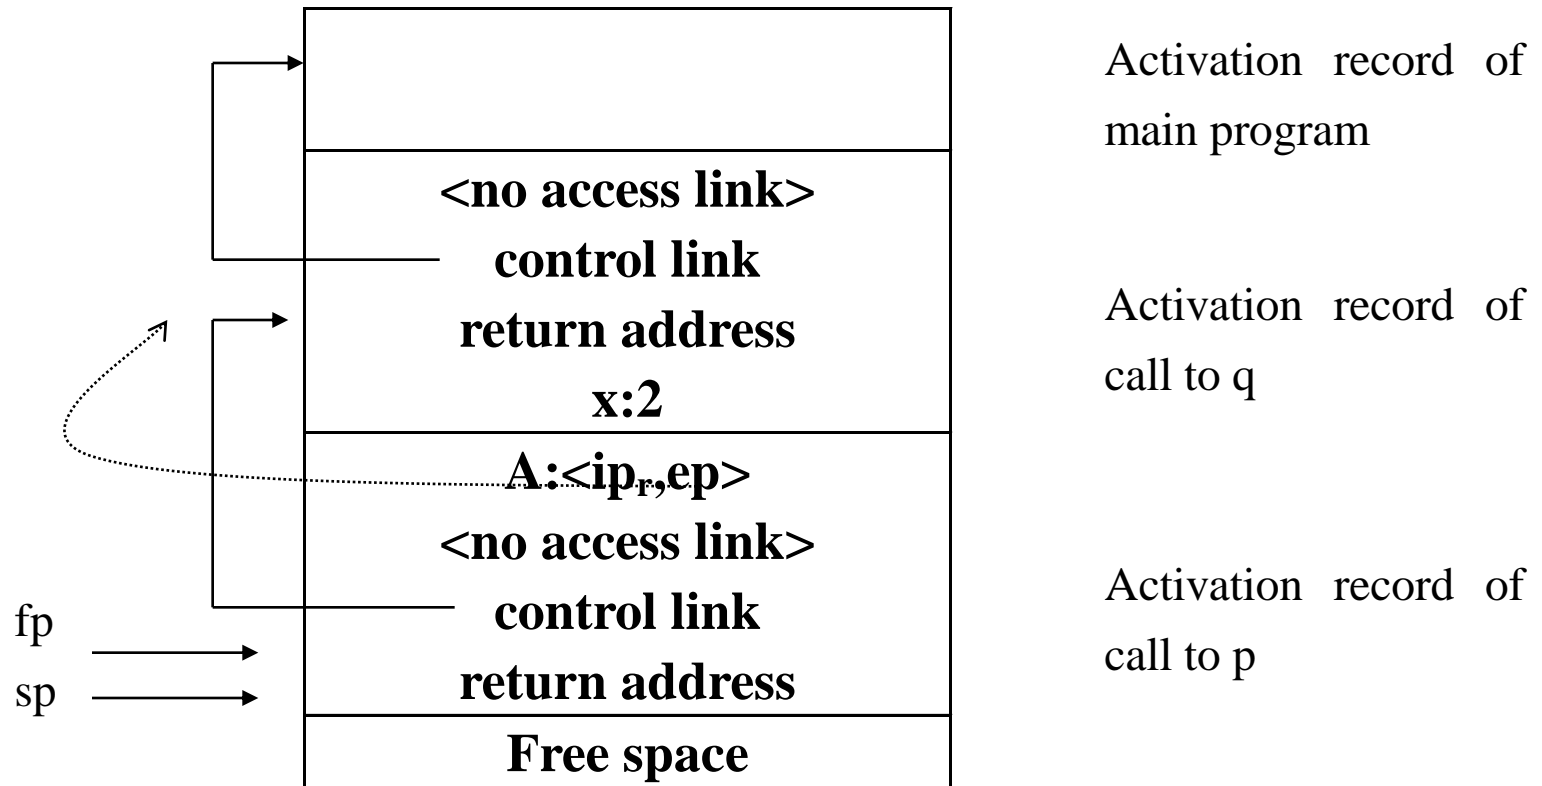 Activation record of
main program
<no access link>
control link
return address
x:2
Activation record of
call to q
A:<ipr,ep>
<no access link>
control link
return address
Activation record of
call to p
fp
sp
Free space